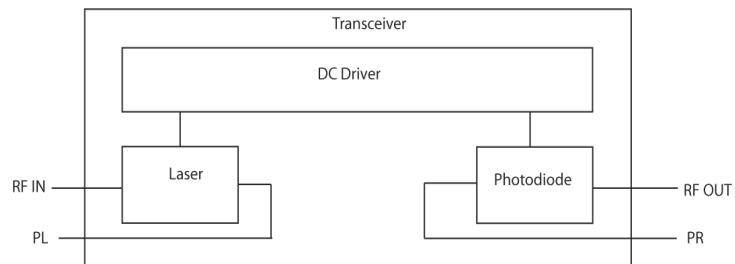 Transceiver
DC Driver
Laser
Photodiode
RF IN
RF OUT
PL
PR